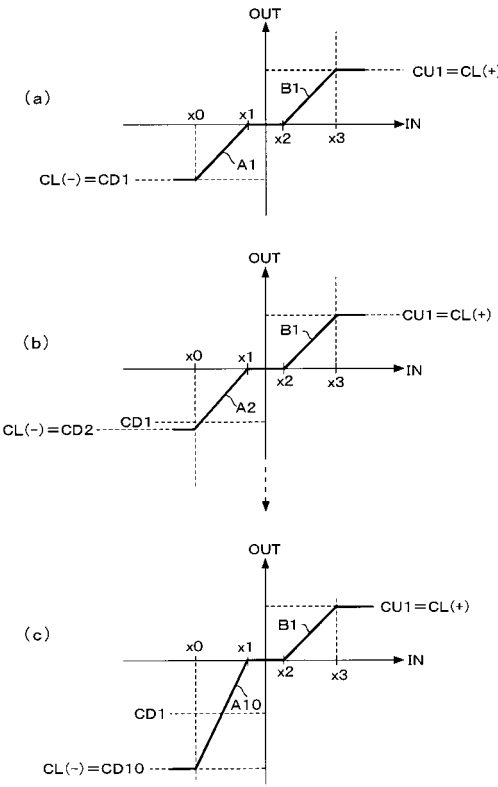 OUT
CU1=CL(+)
B1
(a)
x0
x1
IN
x2
x3
A1
CL(-)=CD1
OUT
CU1=CL(+)
B1
(b)
x0
x1
IN
x2
x3
A2
CD1
CL(-)=CD2
OUT
CU1=CL(+)
B1
(c)
x0
x1
IN
x2
x3
A10
CD1
CL(-)=CD10